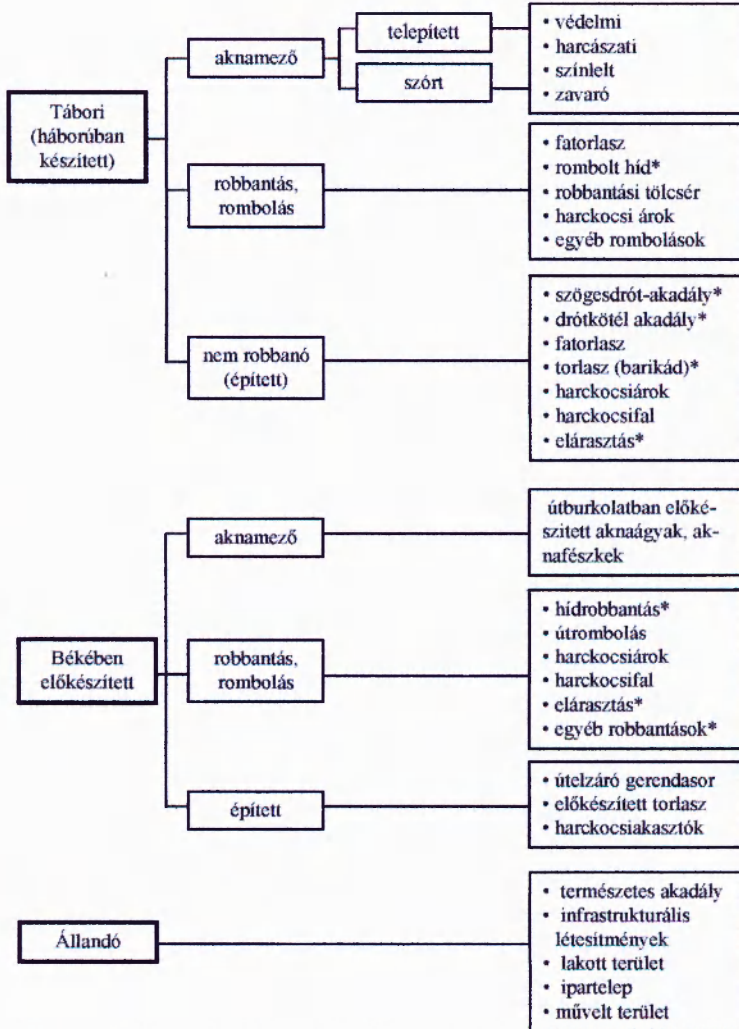 Tábori
(háborúban
készített)
aknamező
telepített
szórt
• védelmi
• harcászati
• színlelt
• zavaró
robbantás,
rombolás
• fatorlasz
• rombolt híd*
• robbantási tölcsér
• harckocsi árok
• egyéb rombolások
nem robbanó
(épített)
• szögesdrót-akadály*
• drótkötél akadály*
• fatorlasz
• torlasz (barikád)*
• harckocsiárok
• harckocsifal
• elárasztás*
Békében
előkészített
aknamező
útburkolatban előké-
szitett aknaágyak, ak-
nafészkek
robbantás,
rombolás
• hídrobbantás*
• útrombolás
• harckocsiárok
• harckocsifal
• elárasztás*
• egyéb robbantások*
épített
• útelzáró gerendasor
• előkészített torlasz
• harckocsiakasztók
Állandó
• természetes akadály
• infrastrukturális
létesítmények
• lakott terület
• ipartelep
• művelt terület